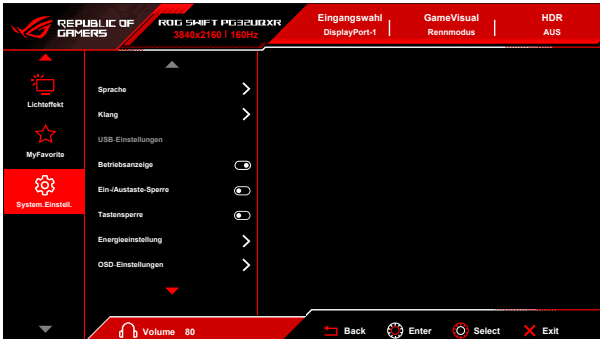 REPUBLIC OF
GAMERS
ROG SWIFT PG32UQXR
3840x2160 | 160Hz
Eingangswahl
DisplayPort-1
GameVisual
Rennmodus
HDR
AUS
Lichteffekt
MyFavorite
System.Einstell.
Sprache
Klang
USB-Einstellungen
Betriebsanzeige
Ein-/Austaste-Sperre
Tastensperre
Energieeinstellung
OSD-Einstellungen
Volume 80
Back
Enter
Select
Exit